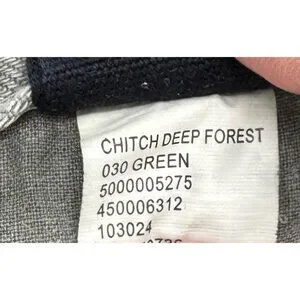 CHITCH DEEP FOREST
030 GREEN
5000005275
450006312
103024